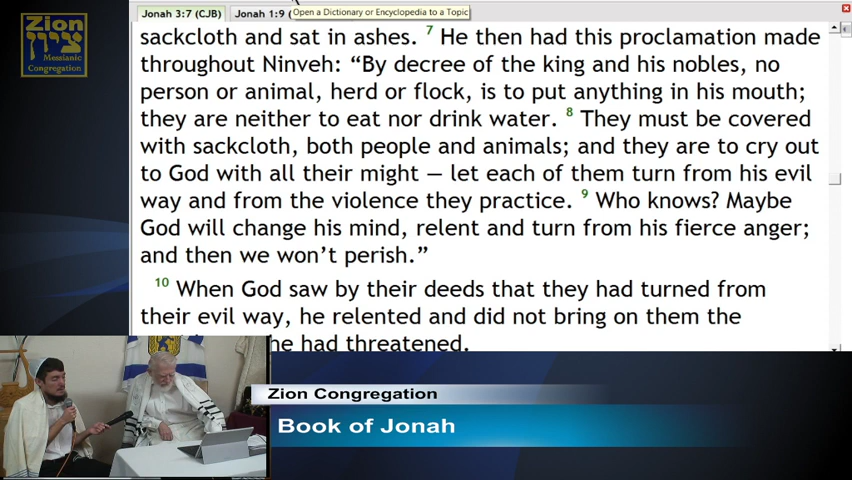 Zion
ציון
Messianic
Congregation
Jonah 3:7 (CJB)
Jonah 1:9 (
Open a Dictionary or Encyclopedia to a Topic
sackcloth and sat in ashes. 7 He then had this proclamation made
throughout Ninveh: “By decree of the king and his nobles, no
person or animal, herd or flock, is to put anything in his mouth;
they are neither to eat nor drink water. 8 They must be covered
with sackcloth, both people and animals; and they are to cry out
to God with all their might — let each of them turn from his evil
way and from the violence they practice. 9 Who knows? Maybe
God will change his mind, relent and turn from his fierce anger;
and then we won’t perish.”
10 When God saw by their deeds that they had turned from
their evil way, he relented and did not bring on them the
he had threatened.
Zion Congregation
Book of Jonah